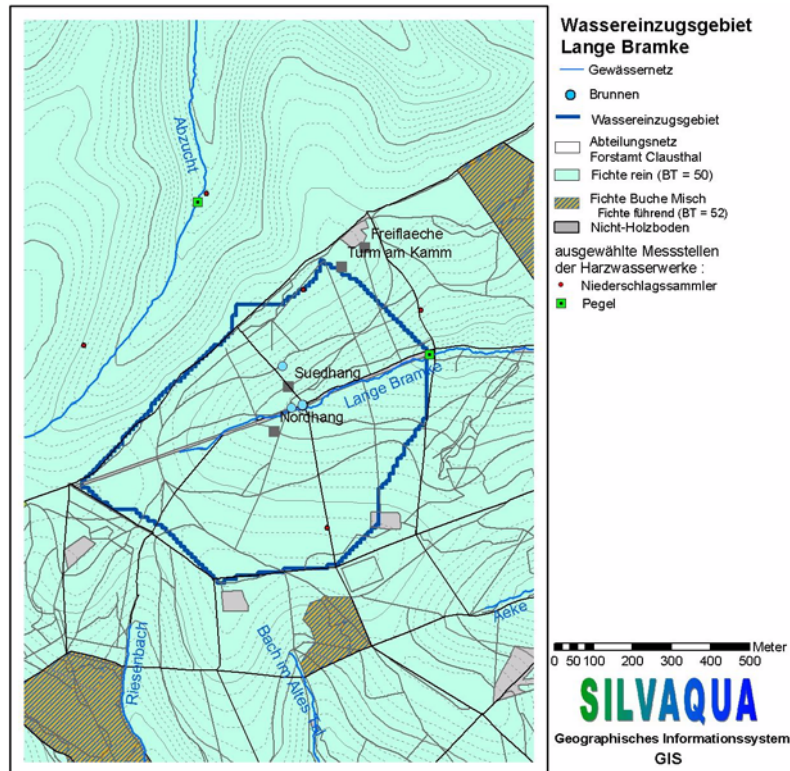 Wassereinzugsgebiet
Lange Bramke
Gewässernetz
Brunnen
Wassereinzugsgebiet
Abteilungsnetz
Forstamt Clausthal
Fichte rein (BT = 50)
Fichte Buche Misch
Fichte führend (BT = 52)
Nicht-Holzboden
ausgewählte Messstellen
der Harzwasserwerke :
Niederschlagssammler
Pegel
Abzucht
Freiflaeche
Turm am Kamm
Suedhang
Lange Bramke
Nordhang
Riesenbach
Bach im Altes
Aeke
Meter
0 50 100 200 300 400 500
SILVAQUA
Geographisches Informationssystem
GIS